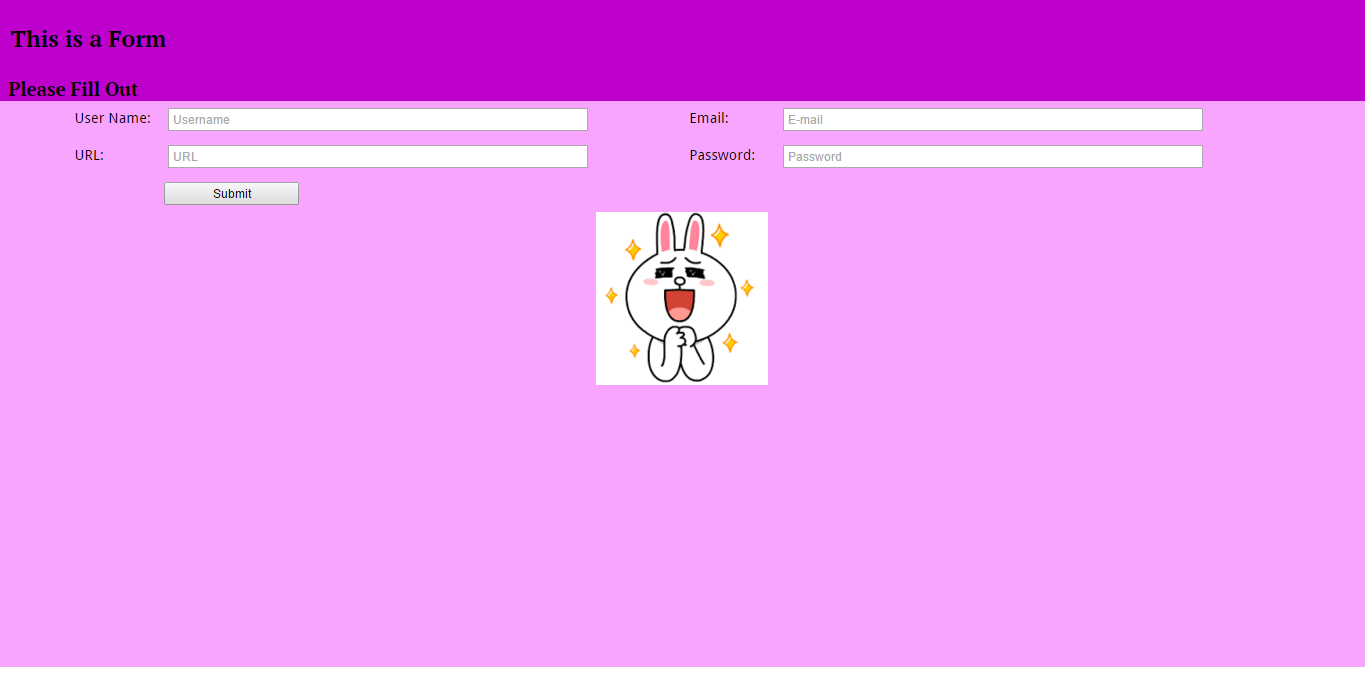 This is a Form
Please Fill Out
User Name: Username Email: E-mail
URL: URL Password: Password
Submit